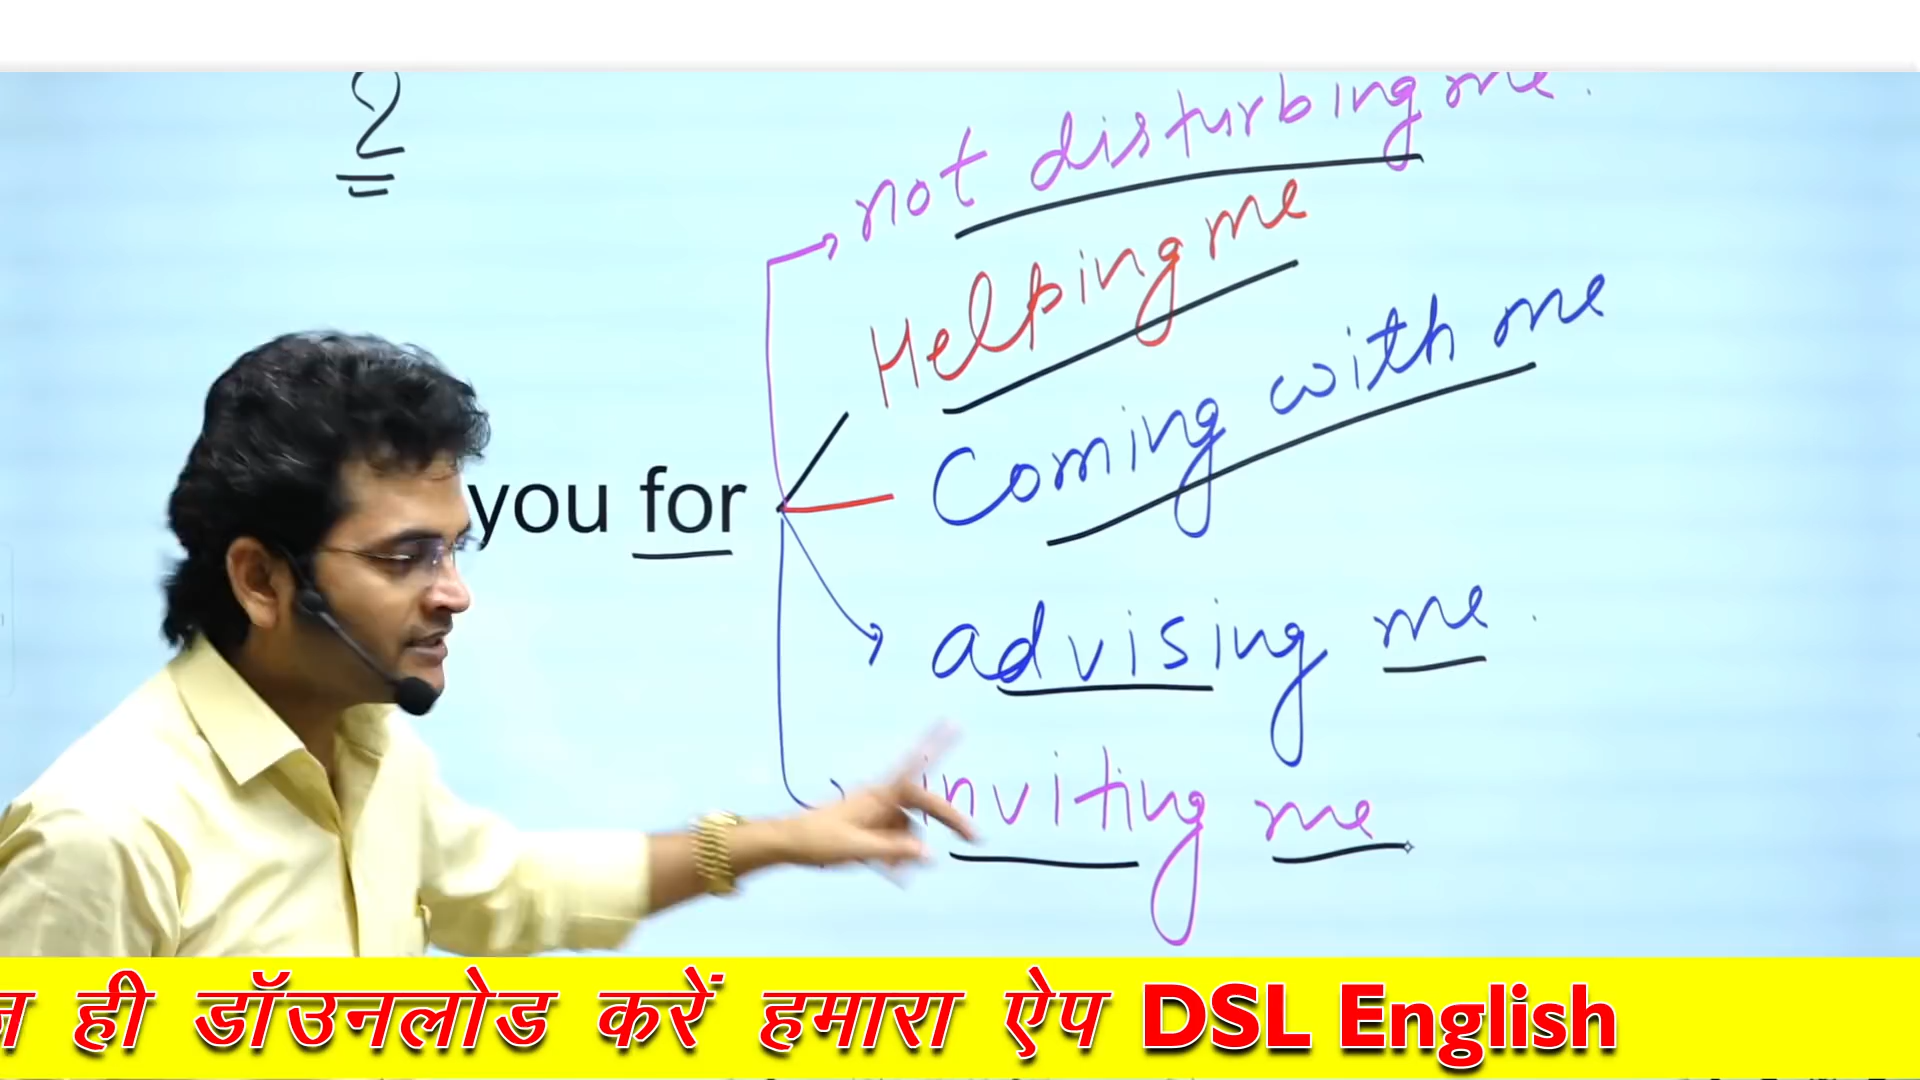 2
not disturbing me.
Helping me
Coming with me
you for
advising me.
inviting me
ही डॉउनलोड करें हमारा ऐप DSL English